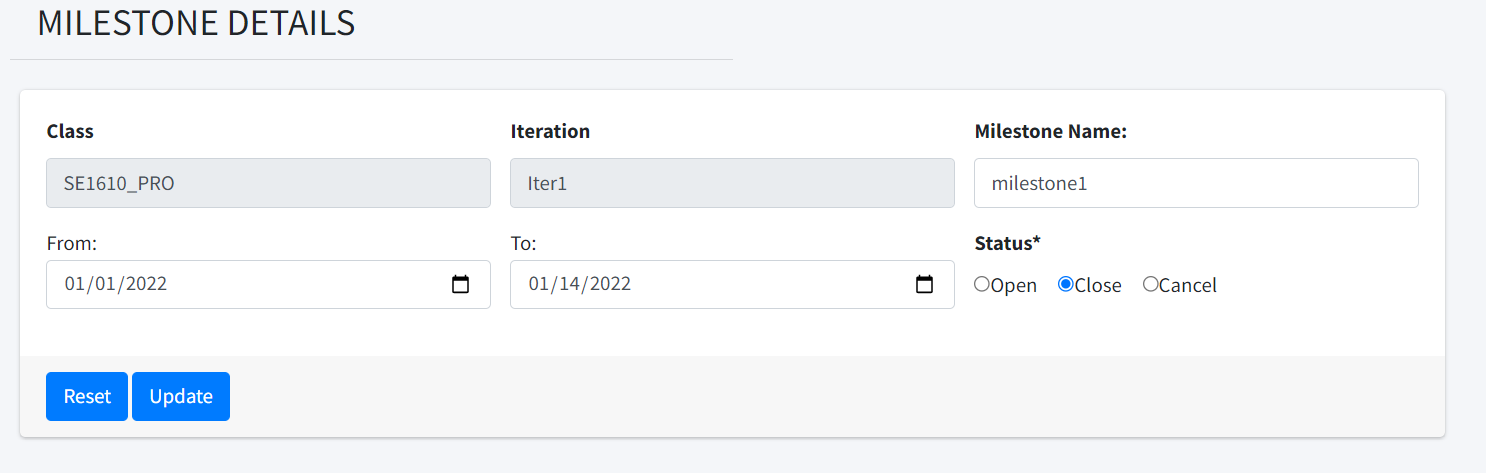 MILESTONE DETAILS
Class Iteration Milestone Name:
SE1610_PRO Iter1 milestone1
From: To: Status*
01/01/2022 01/14/2022 Open Close Cancel
Reset Update